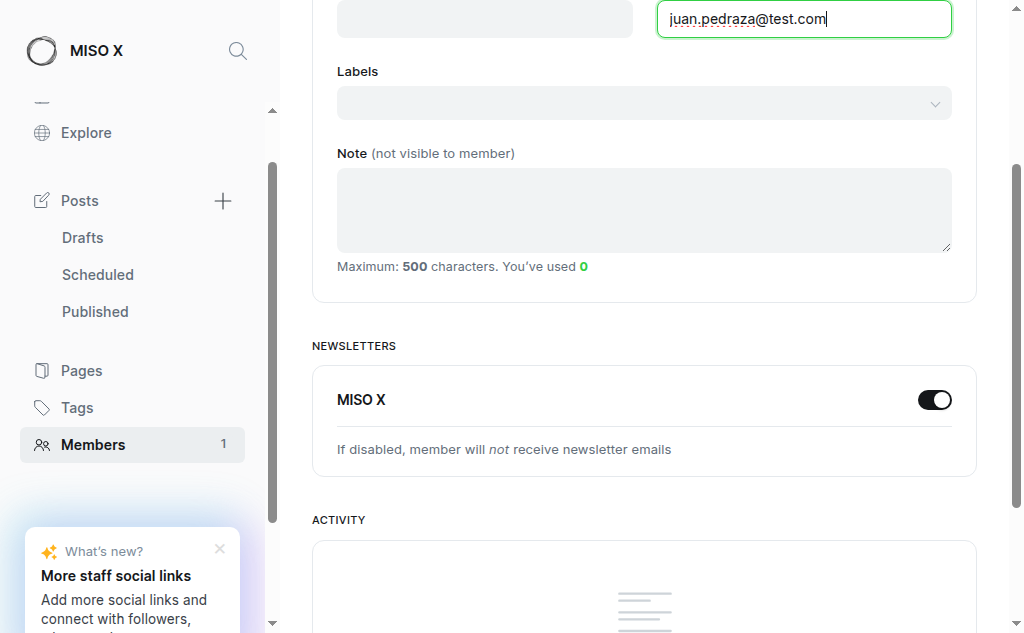 MISO X
Explore
Posts
Drafts
Scheduled
Published
Pages
Tags
Members 1
What's new?
More staff social links
Add more social links and
connect with followers,
juan.pedraza@test.com
Labels
Note (not visible to member)
Maximum: 500 characters. You've used 0
NEWSLETTERS
MISO X
If disabled, member will not receive newsletter emails
ACTIVITY